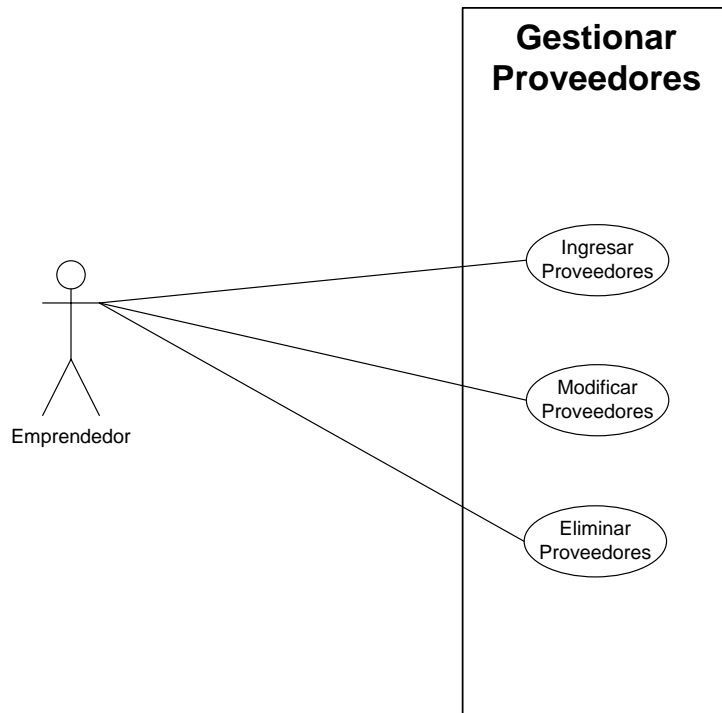 Gestionar
Proveedores
Ingresar
Proveedores
Modificar
Proveedores
Emprendedor
Eliminar
Proveedores